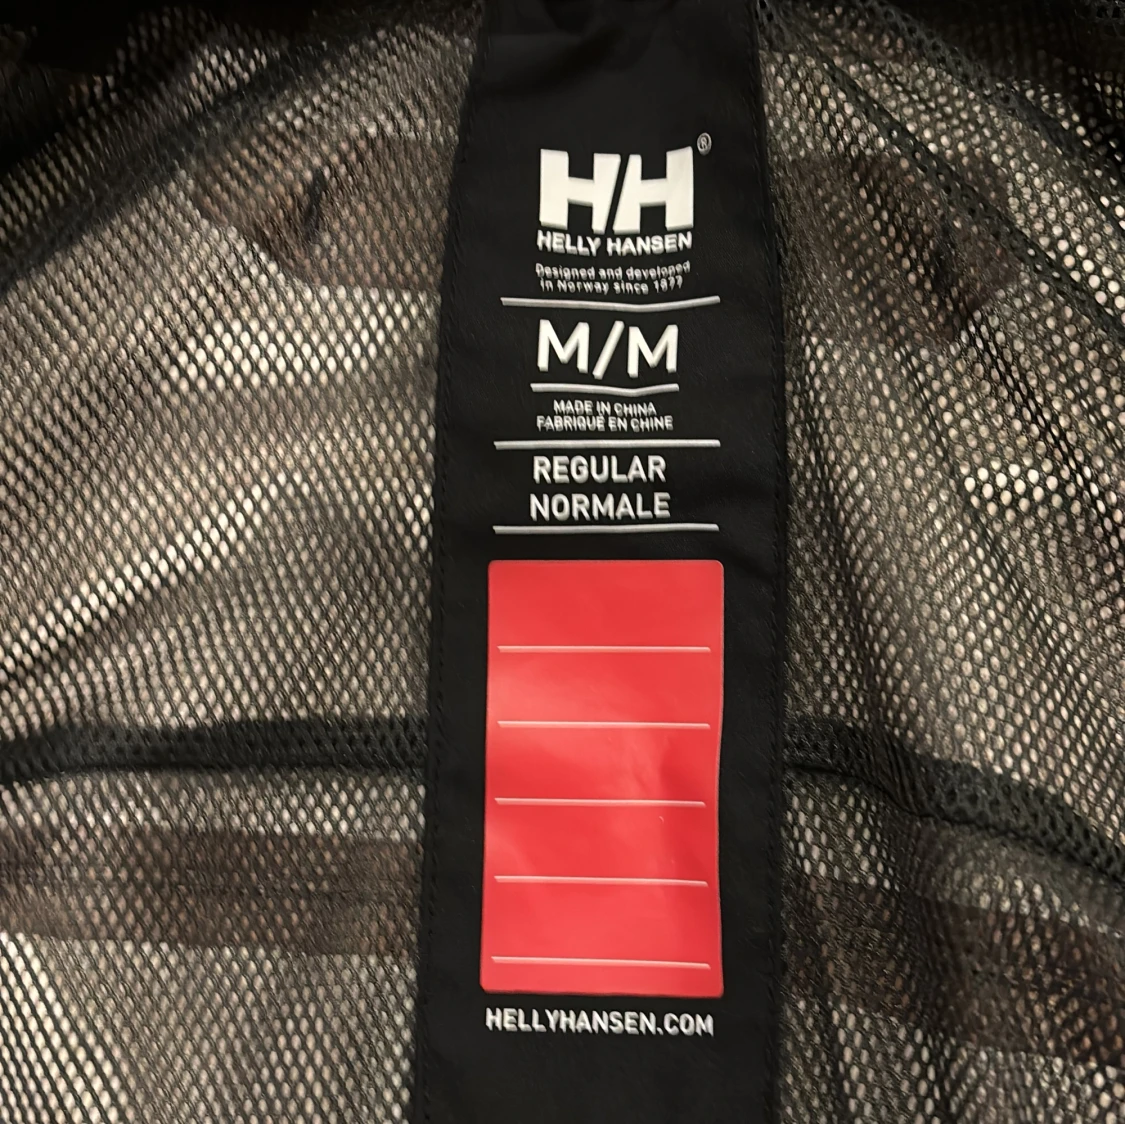 HH®
HELLY HANSEN
Designed and developed
in Norway since 1877
M/M
MADE IN CHINA
FABRIQUÉ EN CHINE
REGULAR
NORMALE
HELLYHANSEN.COM